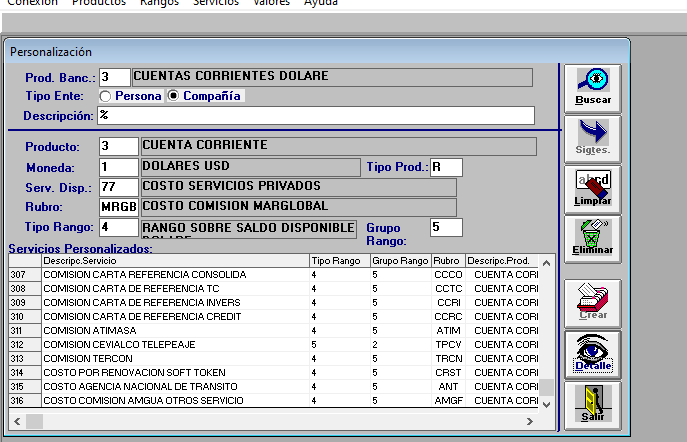 Conexión Productos Rangos Servicios Valores Ayuda
Personalización
Prod. Banc.: 3 CUENTAS CORRIENTES DOLARE
Tipo Ente: Persona Compañía
Descripción: %
Buscar
Producto: 3 CUENTA CORRIENTE
Moneda: 1 DOLARES USD Tipo Prod.: R
Sigtes.
Serv. Disp.: 77 COSTO SERVICIOS PRIVADOS
Rubro: MRGB COSTO COMISION MARGLOBAL
abcd
Limpiar
Tipo Rango: 4 RANGO SOBRE SALDO DISPONIBLE Grupo Rango: 5
Eliminar
Servicios Personalizados:
Descripc.Servicio Tipo Rango Grupo Rango Rubro Descripc.Prod.
307 COMISION CARTA REFERENCIA CONSOLIDA 4 5 CCCO CUENTA CORI
308 COMISION CARTA DE REFERENCIA TC 4 5 CCTC CUENTA CORI
309 COMISION CARTA DE REFERENCIA INVERS 4 5 CCRI CUENTA CORI
310 COMISION CARTA DE REFERENCIA CREDIT 4 5 CCRC CUENTA CORI
311 COMISION ATIMASA 4 5 ATIM CUENTA CORI
312 COMISION CEVIALCO TELEPEAJE 5 2 TPCV CUENTA CORI
313 COMISION TERCON 4 5 TRCN CUENTA CORI
314 COSTO POR RENOVACION SOFT TOKEN 4 5 CRST CUENTA CORI
315 COSTO AGENCIA NACIONAL DE TRANSITO 4 5 ANT CUENTA CORI
316 COSTO COMISION AMGUA OTROS SERVICIO 4 5 AMGF CUENTA CORI
Crear
Detalle
Salir